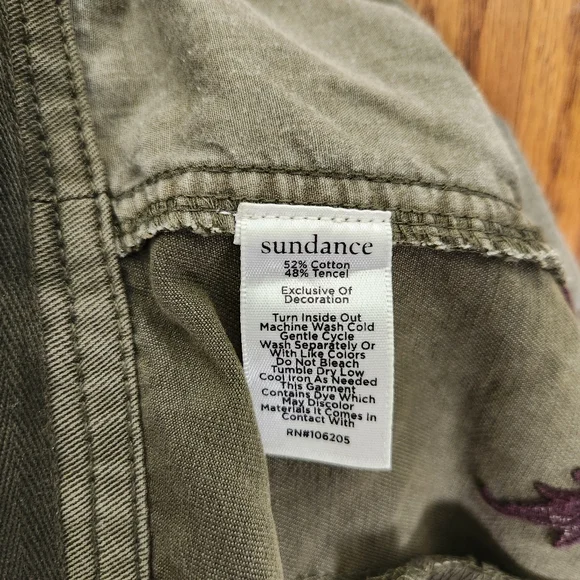 sundance
52% Cotton
48% Tencel
Exclusive Of
Decoration
Turn Inside Out
Machine Wash Cold
Gentle Cycle
Wash Separately Or
With Like Colors
Do Not Bleach
Tumble Dry Low
Cool Iron As Needed
This Garment
Contains Dye Which
May Discolor
Materials It Comes In
Contact With
RN#106205